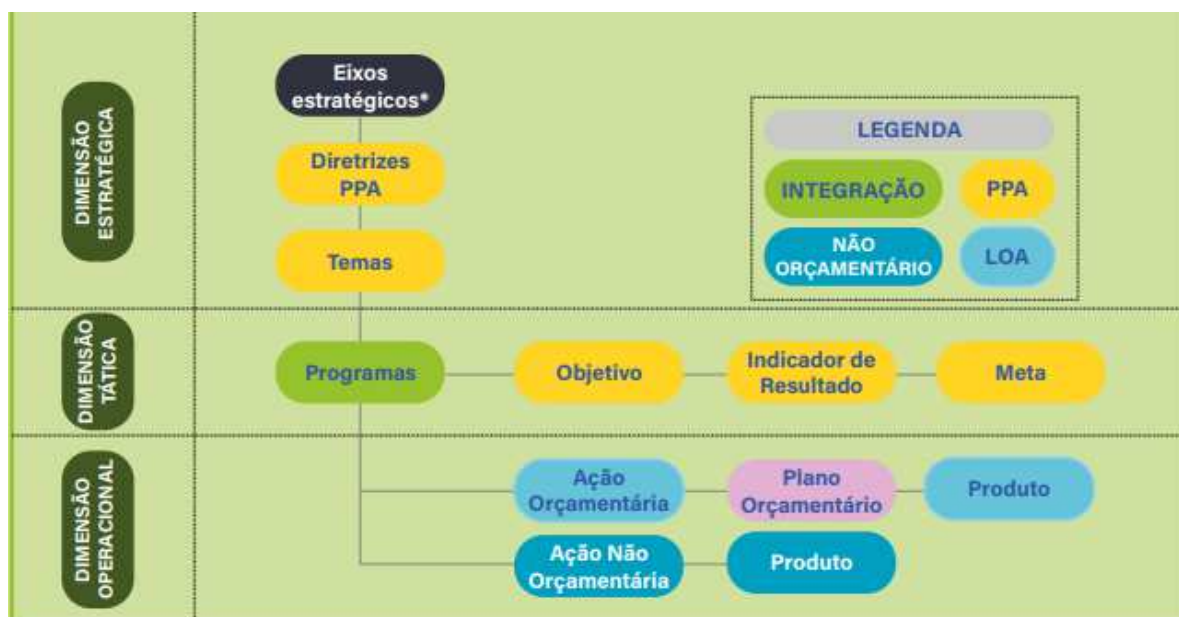 DIMENSÃO
ESTRATÉGICA
Eixos
estratégicos*
Diretrizes
PPA
Temas
LEGENDA
INTEGRAÇÃO
PPA
NÃO
ORÇAMENTÁRIO
LOA
DIMENSÃO
TÁTICA
Programas
Objetivo
Indicador de
Resultado
Meta
DIMENSÃO
OPERACIONAL
Ação
Orçamentária
Plano
Orçamentário
Produto
Ação Não
Orçamentária
Produto